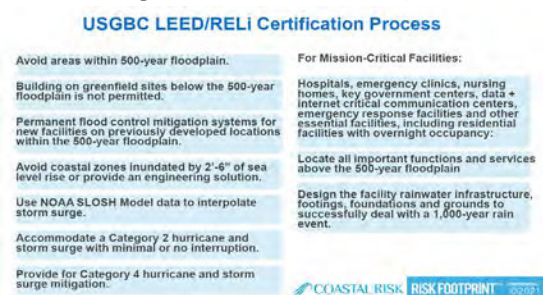 USGBC LEED/RELi Certification Process
Avoid areas within 500-year floodplain.
Building on greenfield sites below the 500-year
floodplain is not permitted.
Permanent flood control mitigation systems for
new facilities on previously developed locations
within the 500-year floodplain.
Avoid coastal zones inundated by 2'-6" of sea
level rise or provide an engineering solution.
Use NOAA SLOSH Model data to interpolate
storm surge.
Accommodate a Category 2 hurricane and
storm surge with minimal or no interruption.
Provide for Category 4 hurricane and storm
surge mitigation.
For Mission-Critical Facilities:
Hospitals, emergency clinics, nursing
homes, key government centers, data +
internet critical communication centers,
emergency response facilities and other
essential facilities, including residential
facilities with overnight occupancy:
Locate all important functions and services
above the 500-year floodplain
Design the facility rainwater infrastructure,
footings, foundations and grounds to
successfully deal with a 1,000-year rain
event.
COASTAL RISK RISK FOOTPRINT